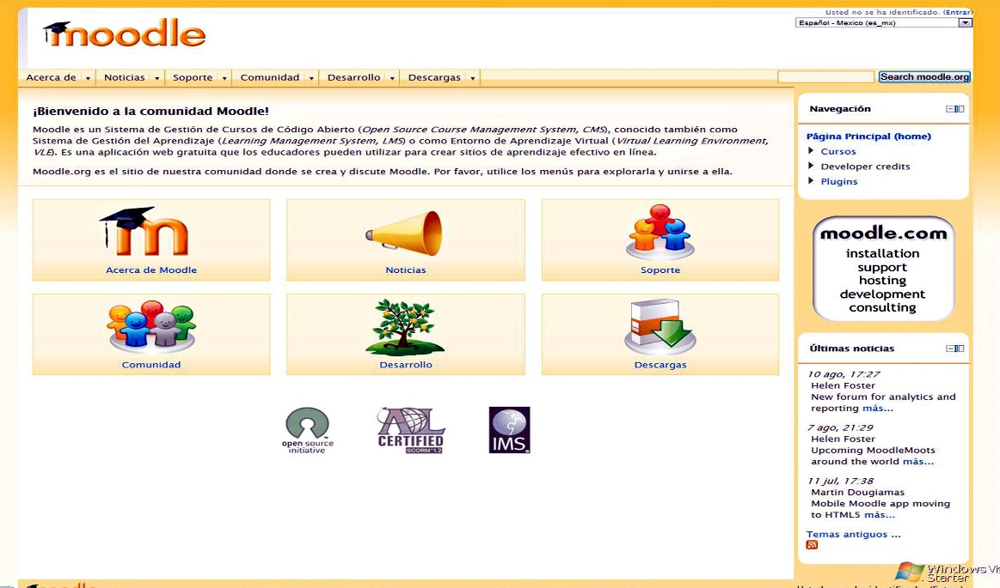 Usted no se ha identificado. (Entrar)
moodle
Español - Mexico (es_mx)
Acerca de Noticias Soporte Comunidad Desarrollo Descargas Search moodle.org
¡Bienvenido a la comunidad Moodle!
Moodle es un Sistema de Gestión de Cursos de Código Abierto (Open Source Course Management System, CMS), conocido también como
Sistema de Gestión del Aprendizaje (Learning Management System, LMS) o como Entorno de Aprendizaje Virtual (Virtual Learning Environment,
VLE). Es una aplicación web gratuita que los educadores pueden utilizar para crear sitios de aprendizaje efectivo en línea.
Moodle.org es el sitio de nuestra comunidad donde se crea y discute Moodle. Por favor, utilice los menús para explorarla y unirse a ella.
m
Acerca de Moodle
Noticias
Soporte
Comunidad
Desarrollo
Descargas
open source
initiative
ADL
CERTIFIED
SCORM 1.2
IMS
Navegación
Página Principal (home)
Cursos
Developer credits
Plugins
moodle.com
installation
support
hosting
development
consulting
Últimas noticias
10 ago, 17:27
Helen Foster
New forum for analytics and
reporting más...
7 ago, 21:29
Helen Foster
Upcoming MoodleMoots
around the world más...
11 jul, 17:38
Martin Dougiamas
Mobile Moodle app moving
to HTML5 más...
Temas antiguos ...
Windows Vis
Starter